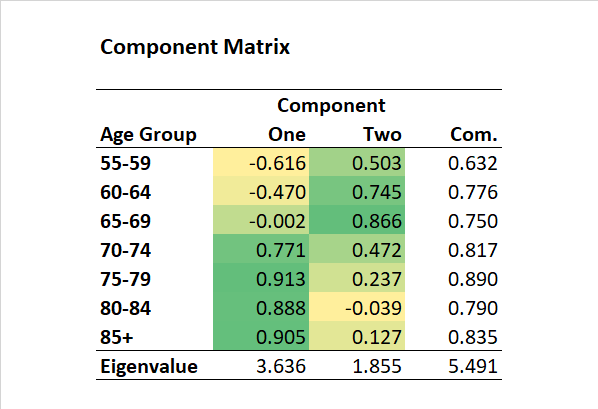 Component Matrix
Component
Age Group One Two Com.
55-59 -0.616 0.503 0.632
60-64 -0.470 0.745 0.776
65-69 -0.002 0.866 0.750
70-74 0.771 0.472 0.817
75-79 0.913 0.237 0.890
80-84 0.888 -0.039 0.790
85+ 0.905 0.127 0.835
Eigenvalue 3.636 1.855 5.491